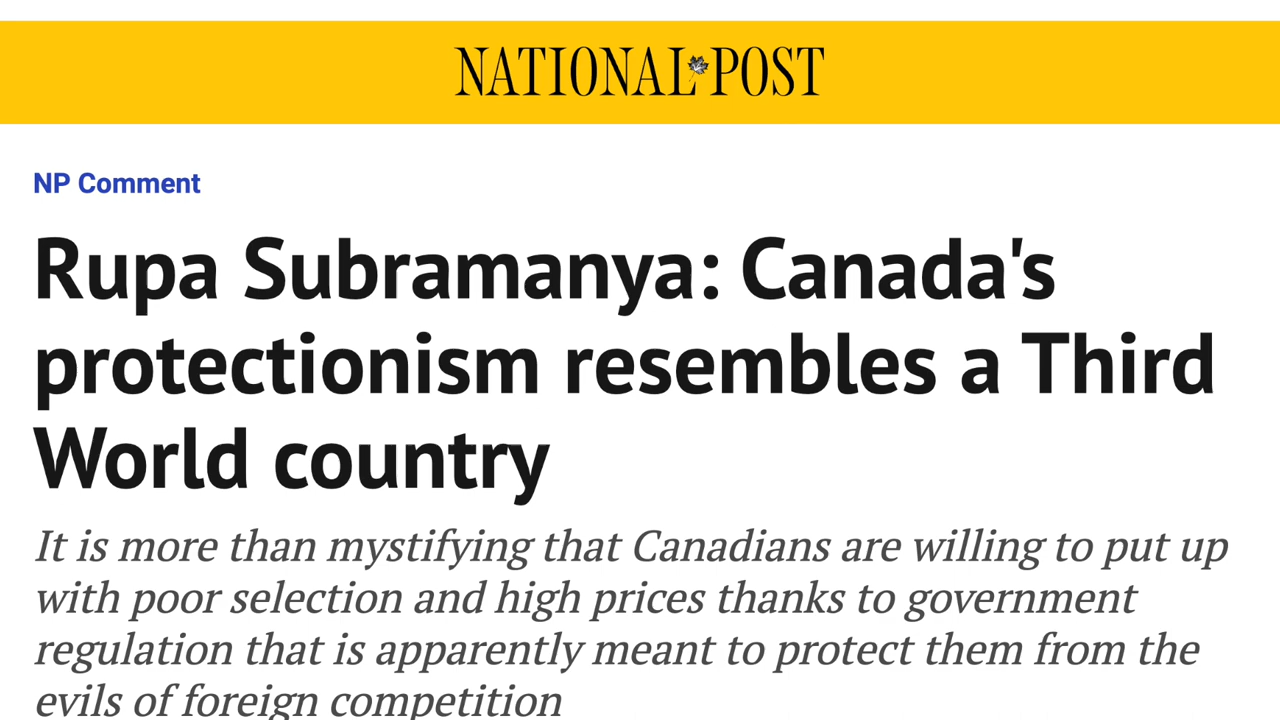 NATIONAL POST
NP Comment
Rupa Subramanya: Canada's
protectionism resembles a Third
World country
It is more than mystifying that Canadians are willing to put up
with poor selection and high prices thanks to government
regulation that is apparently meant to protect them from the
evils of foreign competition